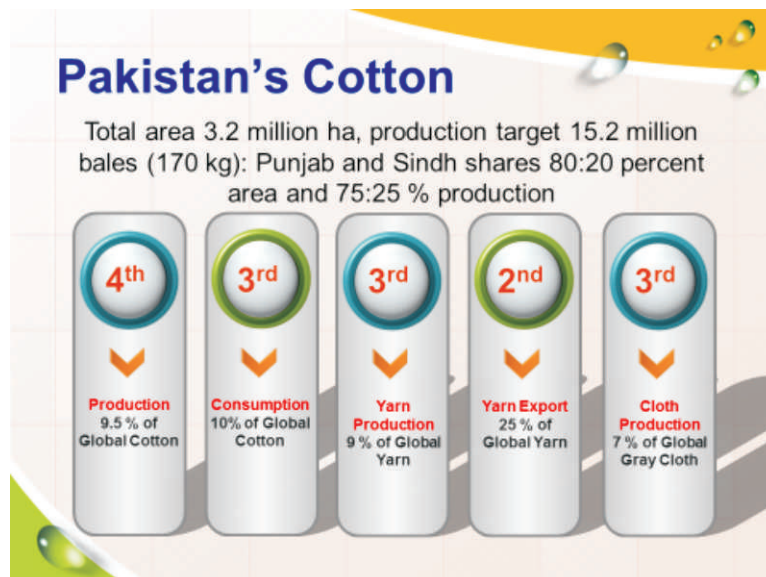 Pakistan's Cotton
Total area 3.2 million ha, production target 15.2 million
bales (170 kg): Punjab and Sindh shares 80:20 percent
area and 75:25 % production
4th
Production
9.5 % of
Global Cotton
3rd
Consumption
10% of Global
Cotton
3rd
Yarn
Production
9 % of Global
Yarn
2nd
Yarn Export
25 % of
Global Yarn
3rd
Cloth
Production
7 % of Global
Gray Cloth